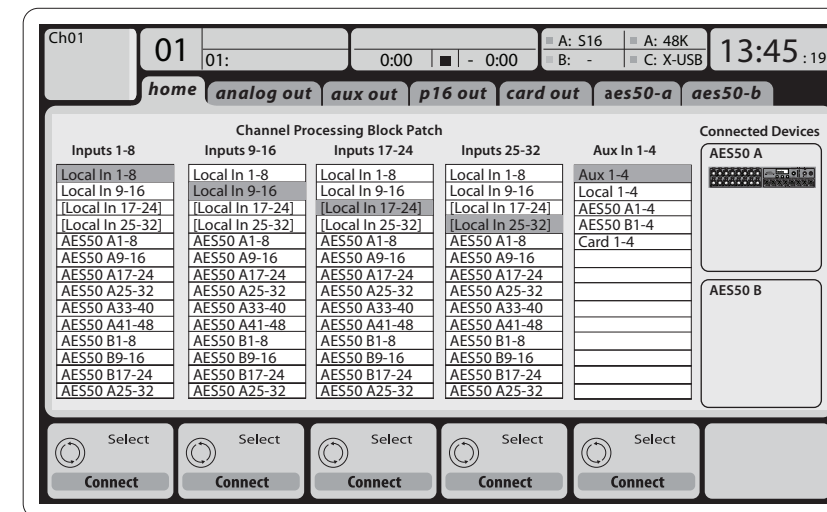 Ch01
01
01:
0:00 - 0:00
A: S16
B: -
A: 48K
C: X-USB
13:45 : 19
home analog out aux out p16 out card out aes50-a aes50-b
Channel Processing Block Patch
Connected Devices
Inputs 1-8 Inputs 9-16 Inputs 17-24 Inputs 25-32 Aux In 1-4
AES50 A
Local In 1-8 Local In 1-8 Local In 1-8 Local In 1-8 Aux 1-4
Local In 9-16 Local In 9-16 Local In 9-16 Local In 9-16 Local 1-4
[Local In 17-24] [Local In 17-24] [Local In 17-24] [Local In 17-24] AES50 A1-4
[Local In 25-32] [Local In 25-32] [Local In 25-32] [Local In 25-32] AES50 B1-4
AES50 A1-8 AES50 A1-8 AES50 A1-8 AES50 A1-8 Card 1-4
AES50 A9-16 AES50 A9-16 AES50 A9-16 AES50 A9-16
AES50 A17-24 AES50 A17-24 AES50 A17-24 AES50 A17-24
AES50 A25-32 AES50 A25-32 AES50 A25-32 AES50 A25-32
AES50 B
AES50 A33-40 AES50 A33-40 AES50 A33-40 AES50 A33-40
AES50 A41-48 AES50 A41-48 AES50 A41-48 AES50 A41-48
AES50 B1-8 AES50 B1-8 AES50 B1-8 AES50 B1-8
AES50 B9-16 AES50 B9-16 AES50 B9-16 AES50 B9-16
AES50 B17-24 AES50 B17-24 AES50 B17-24 AES50 B17-24
AES50 A25-32 AES50 A25-32 AES50 A25-32 AES50 A25-32
Select Select Select Select Select
Connect Connect Connect Connect Connect